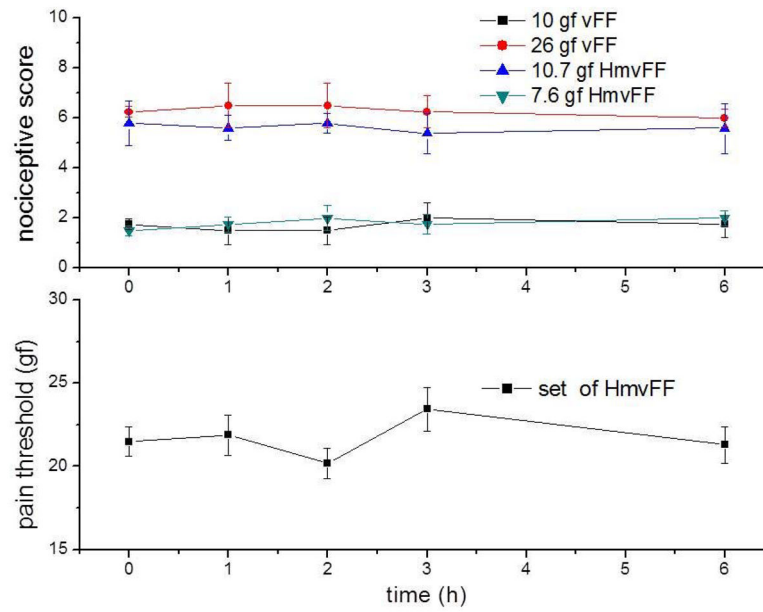 10
8
6
4
2
0
nociceptive score
10 gf vFF
26 gf vFF
10.7 gf HmvFF
7.6 gf HmvFF
0 1 2 3 4 5 6
30
25
20
15
pain threshold (gf)
set of HmvFF
0 1 2 3 4 5 6
time (h)